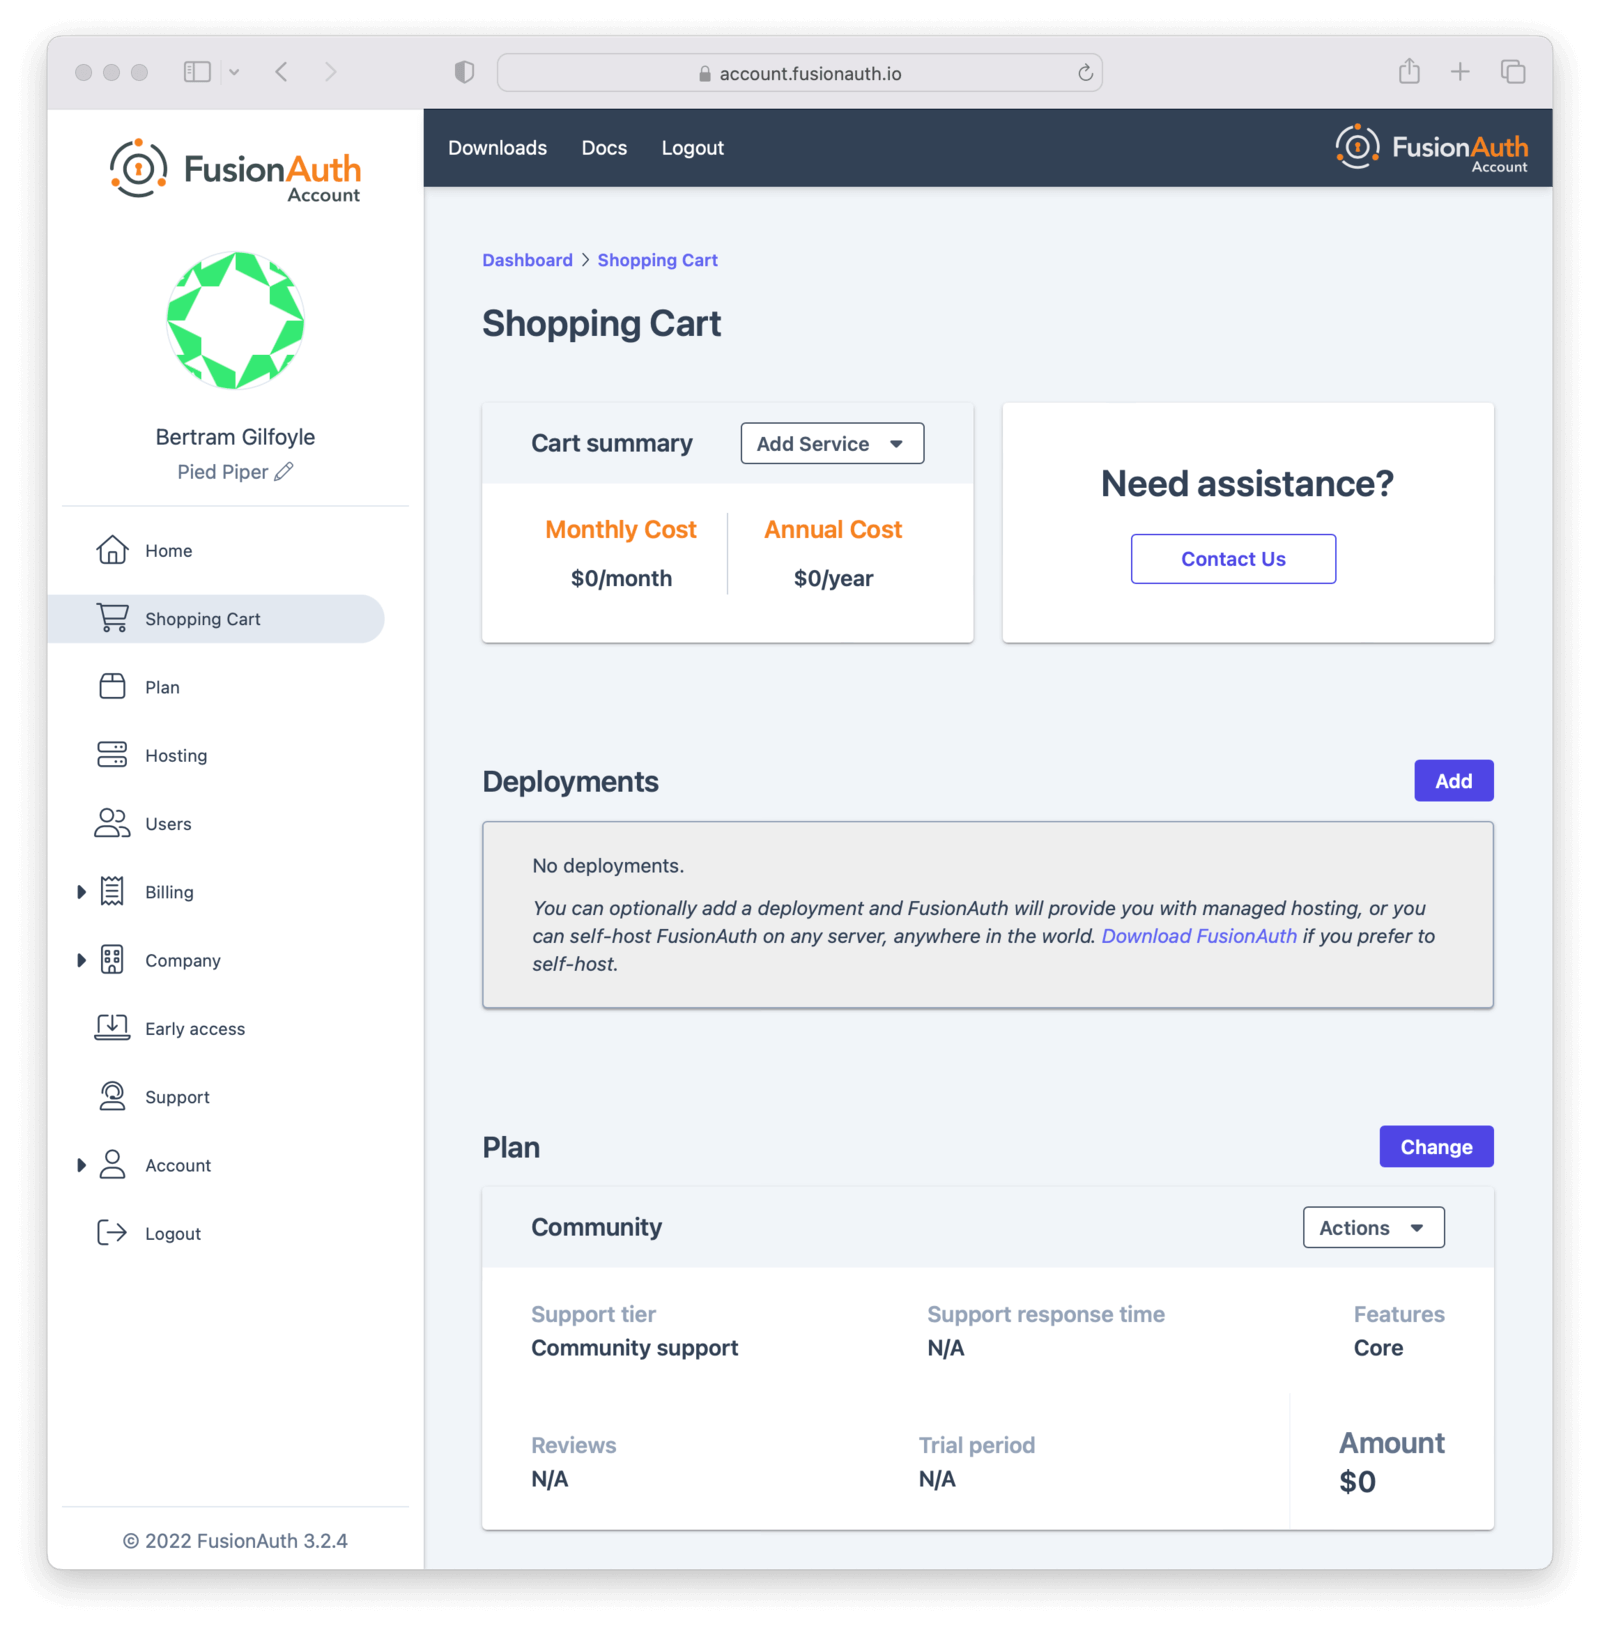 account.fusionauth.io
FusionAuth
Account
Bertram Gilfoyle
Pied Piper
Home
Shopping Cart
Plan
Hosting
Users
Billing
Company
Early access
Support
Account
Logout
© 2022 FusionAuth 3.2.4
Downloads Docs Logout
FusionAuth
Account
Dashboard > Shopping Cart
Shopping Cart
Cart summary
Add Service
Monthly Cost
$0/month
Annual Cost
$0/year
Need assistance?
Contact Us
Deployments
Add
No deployments.
You can optionally add a deployment and FusionAuth will provide you with managed hosting, or you
can self-host FusionAuth on any server, anywhere in the world. Download FusionAuth if you prefer to
self-host.
Plan
Change
Community
Actions
Support tier
Community support
Support response time
N/A
Features
Core
Reviews
N/A
Trial period
N/A
Amount
$0